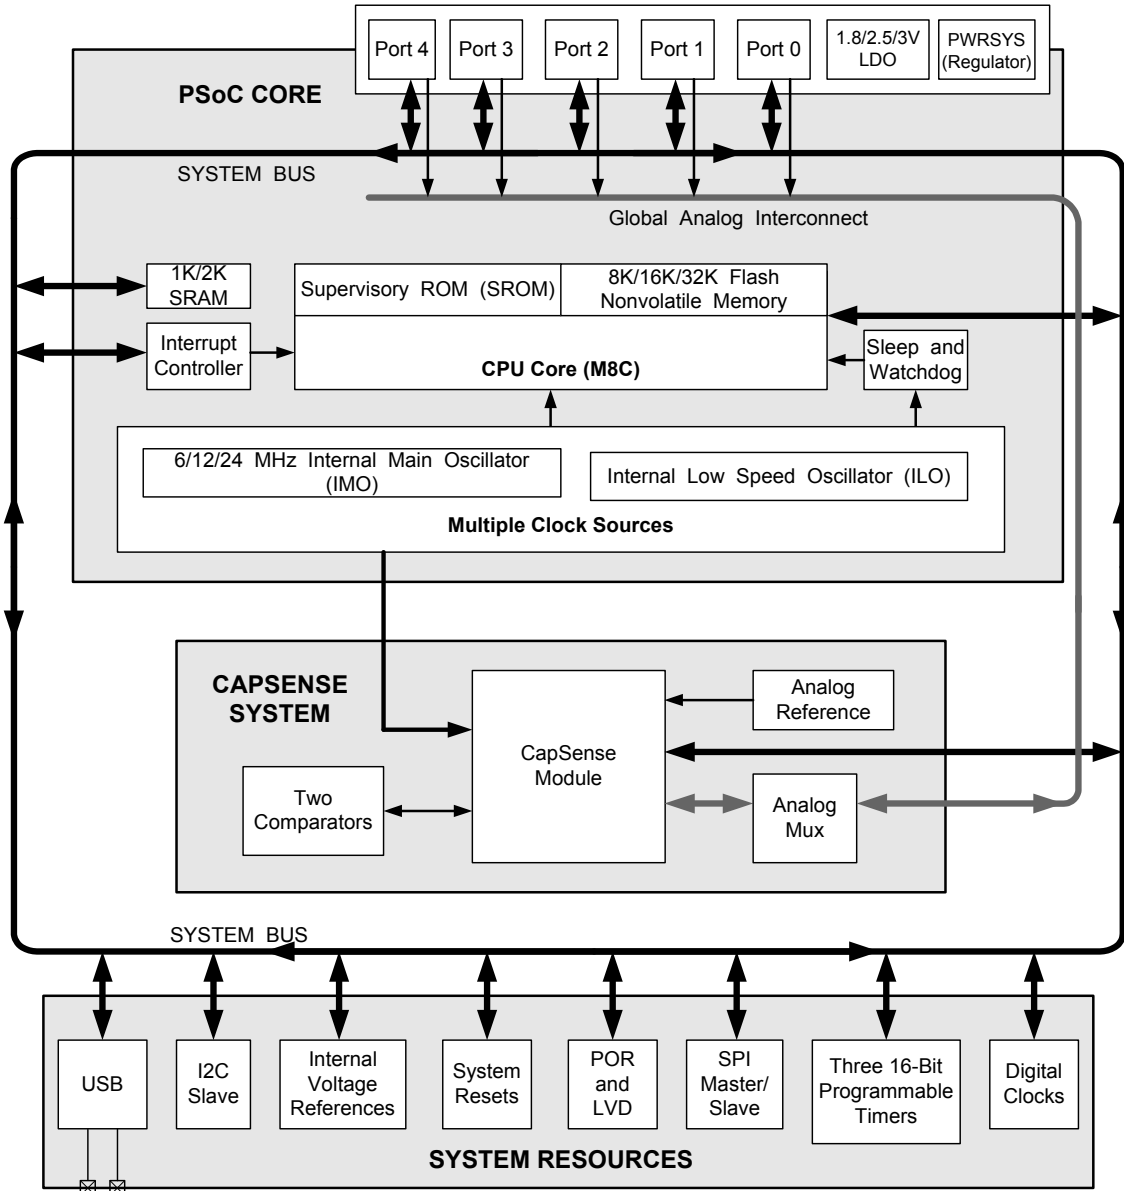 Port 4
Port 3
Port 2
Port 1
Port 0
1.8/2.5/3V
LDO
PWRSYS
(Regulator)
PSoC CORE
SYSTEM BUS
Global Analog Interconnect
1K/2K
SRAM
Supervisory ROM (SROM)
8K/16K/32K Flash
Nonvolatile Memory
Interrupt
Controller
CPU Core (M8C)
Sleep and
Watchdog
6/12/24 MHz Internal Main Oscillator
(IMO)
Internal Low Speed Oscillator (ILO)
Multiple Clock Sources
CAPSENSE
SYSTEM
Analog
Reference
CapSense
Module
Two
Comparators
Analog
Mux
SYSTEM BUS
USB
I2C
Slave
Internal
Voltage
References
System
Resets
POR
and
LVD
SPI
Master/
Slave
Three 16-Bit
Programmable
Timers
Digital
Clocks
SYSTEM RESOURCES